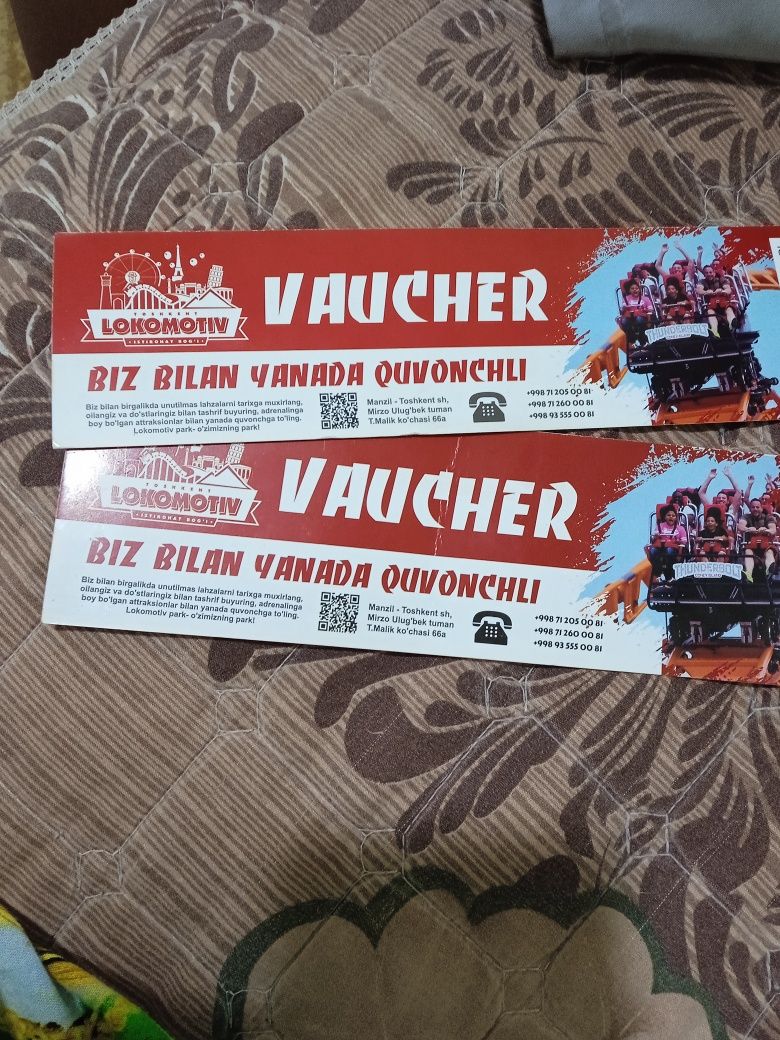 TOSHKENT
LOKOMOTIV
ISTIROHAT BOG'I
VAUCHER
THUNDERBOLT
BIZ BILAN YANADA QUVONCHLI
Biz bilan birgalikda unutilmas lahzalarni tarixga muxirlang,
oilangiz va do'stlaringiz bilan tashrif buyuring, adrenalinga
boy bo'lgan attraksionlar bilan yanada quvonchga to'ling.
Lokomotiv park- o'zimizning park!
Manzil - Toshkent sh,
Mirzo Ulug'bek tuman
T.Malik ko'chasi 66a
+998 71 205 00 81
+998 71 260 00 81
+998 93 555 00 81
TOSHKENT
LOKOMOTIV
ISTIROHAT BOG'I
VAUCHER
THUNDERBOLT
CONEY ISLAND
BIZ BILAN YANADA QUVONCHLI
Biz bilan birgalikda unutilmas lahzalarni tarixga muxirlang,
oilangiz va do'stlaringiz bilan tashrif buyuring, adrenalinga
boy bo'lgan attraksionlar bilan yanada quvonchga to'ling.
Lokomotiv park- o'zimizning park!
Manzil - Toshkent sh,
Mirzo Ulug'bek tuman
T.Malik ko'chasi 66a
+998 71 205 00 81
+998 71 260 00 81
+998 93 555 00 81